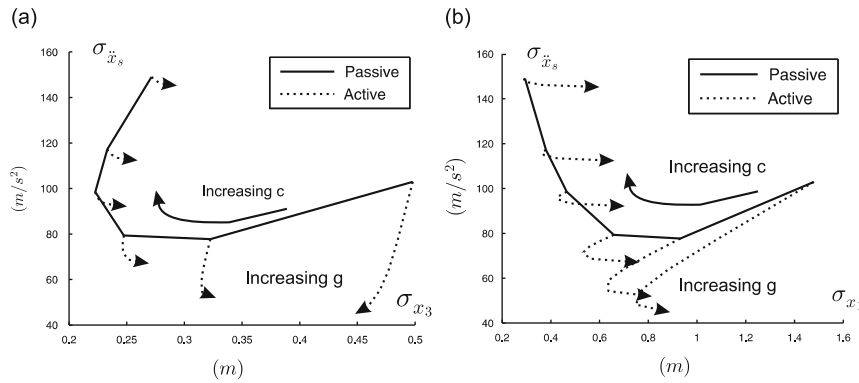 (a)
σẍₛ
160
140
120
100
80
60
40
(m/s²)
Passive
Active
Increasing c
Increasing g
σx₃
0.2
0.25
0.3
0.35
0.4
0.45
0.5
(m)
(b)
σẍₛ
160
140
120
100
80
60
40
(m/s²)
Passive
Active
Increasing c
Increasing g
σx
0.2
0.4
0.6
0.8
1
1.2
1.4
1.6
(m)